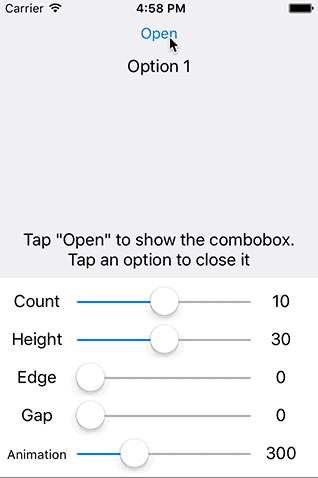 Carrier 4:58 PM
Open
Option 1
Tap "Open" to show the combobox.
Tap an option to close it
Count 10
Height 30
Edge 0
Gap 0
Animation 300